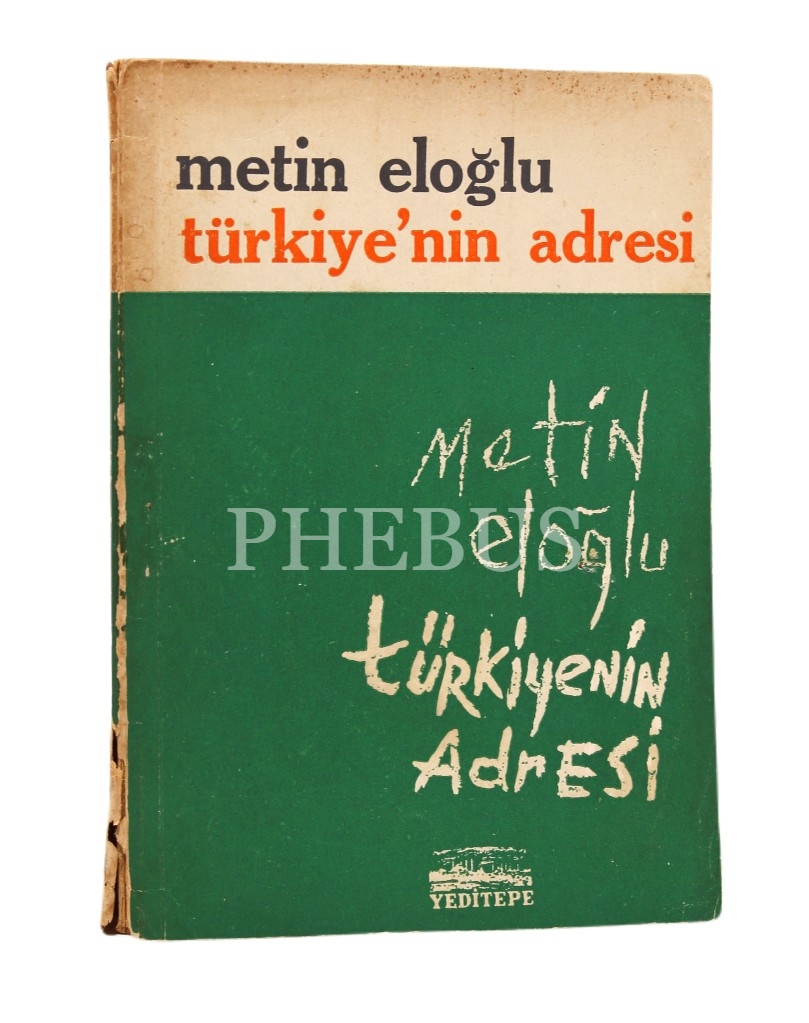 metin eloğlu
türkiye'nin adresi
metin
eloğlu
türkiyenin
AdrESi
PHEBUS
YEDİTEPE